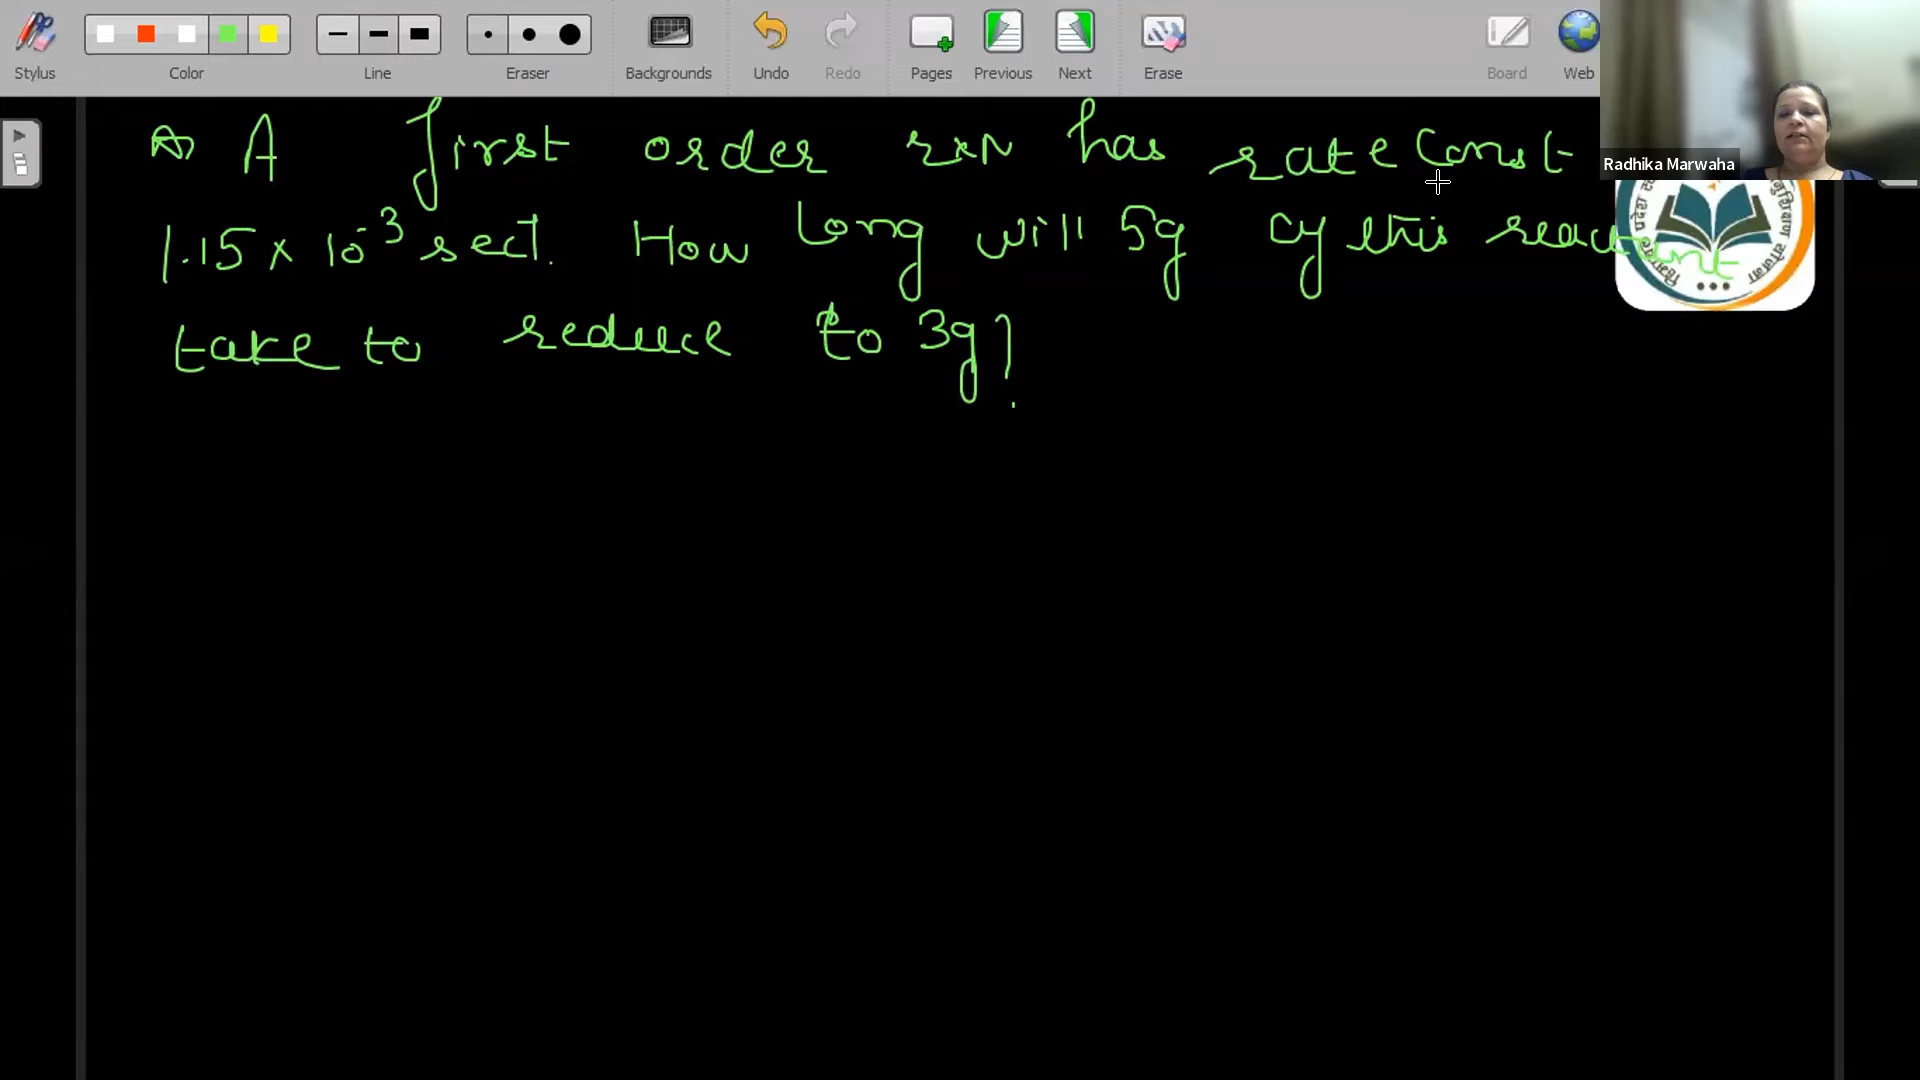 Stylus Color Line Eraser Backgrounds Undo Redo Pages Previous Next Erase Board Web
Radhika Marwaha
A first order rxn has rate const
1.15 x 10-3 sec-1. How long will 5g of this reactant
take to reduce to 3g?